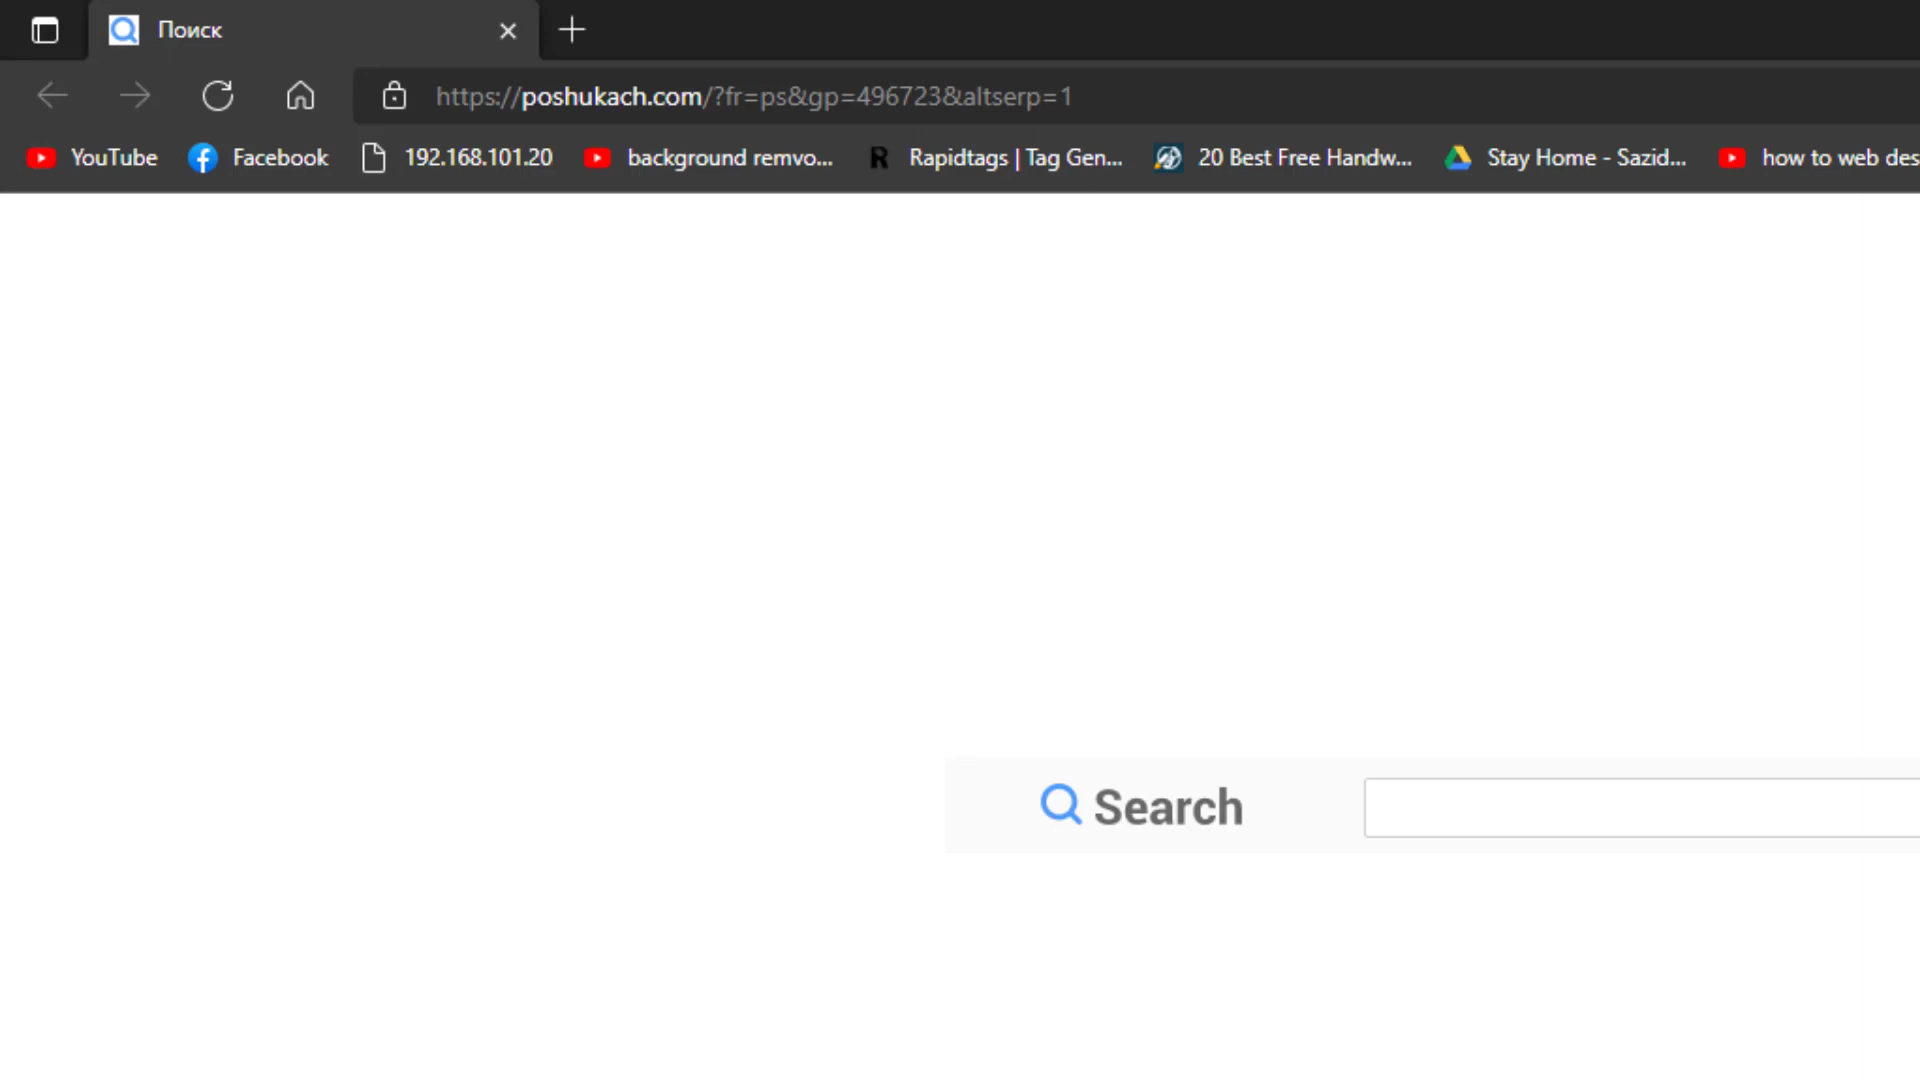 Поиск
https://poshukach.com/?fr=ps&gp=496723&altserp=1
YouTube Facebook 192.168.101.20 background remvo... Rapidtags | Tag Gen... 20 Best Free Handw... Stay Home - Sazid... how to web des
Search